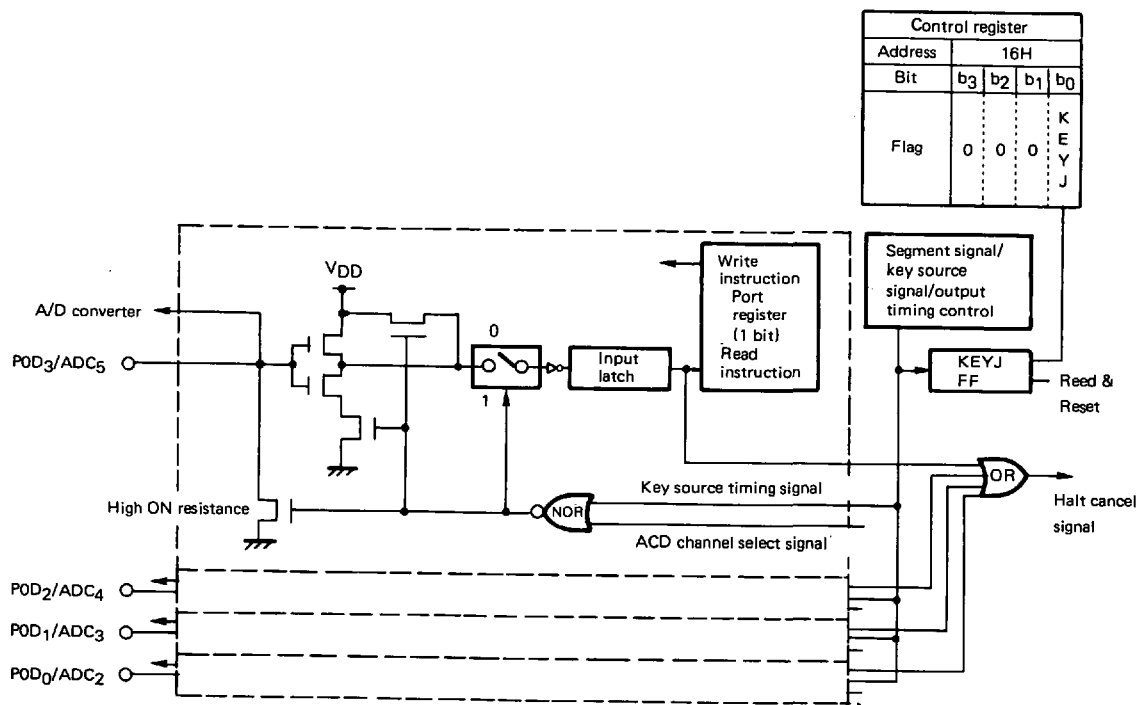 Control register
Address 16H
Bit b3 b2 b1 b0
Flag 0 0 0 K
E
Y
J
VDD
A/D converter
P0D3/ADC5
0
1
Input
latch
Write
instruction
Port
register
(1 bit)
Read
instruction
Segment signal/
key source
signal/output
timing control
KEYJ
FF
Reed &
Reset
OR
Halt cancel
signal
Key source timing signal
NOR
ACD channel select signal
High ON resistance
P0D2/ADC4
P0D1/ADC3
P0D0/ADC2